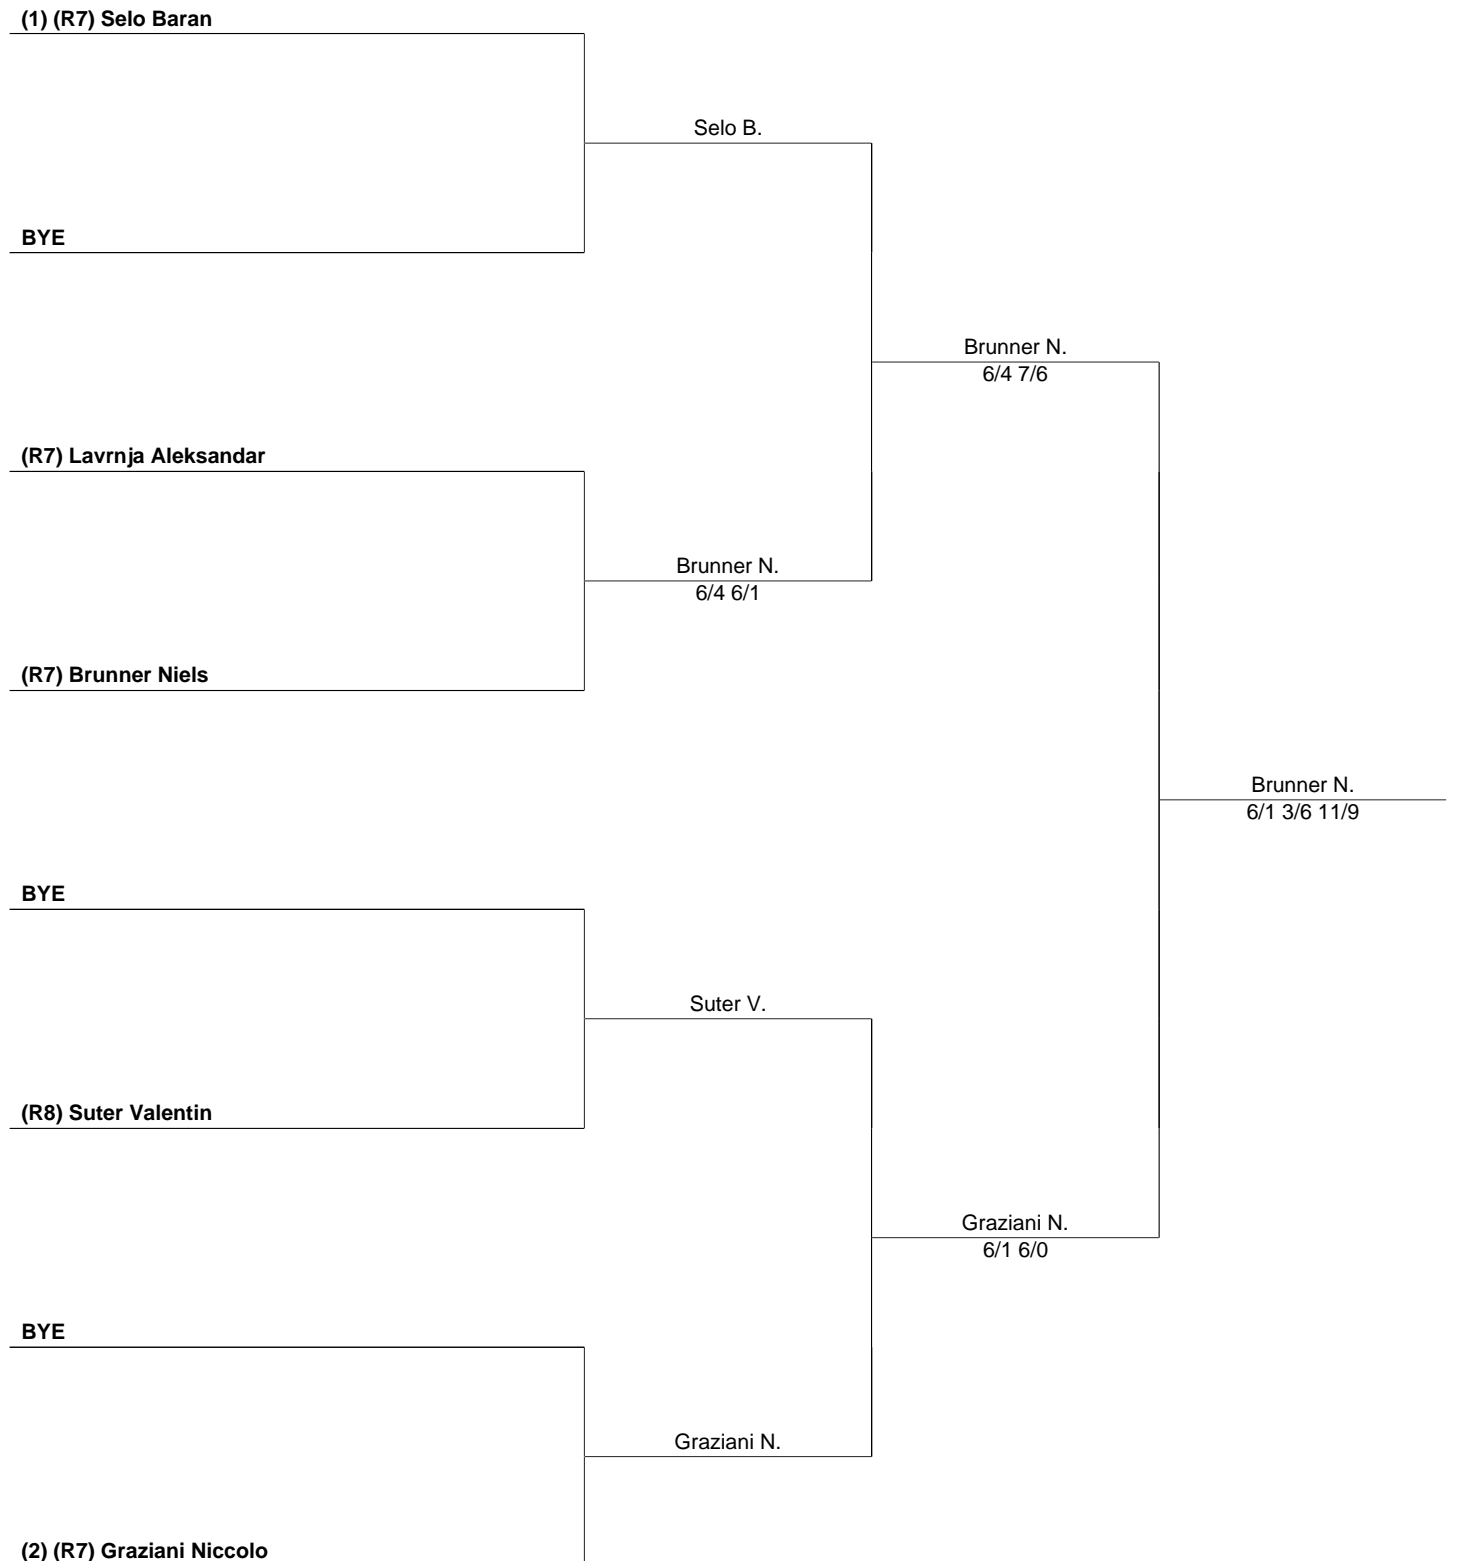 (1) (R7) Selo Baran
Selo B.
BYE
Brunner N.
6/4 7/6
(R7) Lavrnja Aleksandar
Brunner N.
6/4 6/1
(R7) Brunner Niels
Brunner N.
6/1 3/6 11/9
BYE
Suter V.
(R8) Suter Valentin
Graziani N.
6/1 6/0
BYE
Graziani N.
(2) (R7) Graziani Niccolo